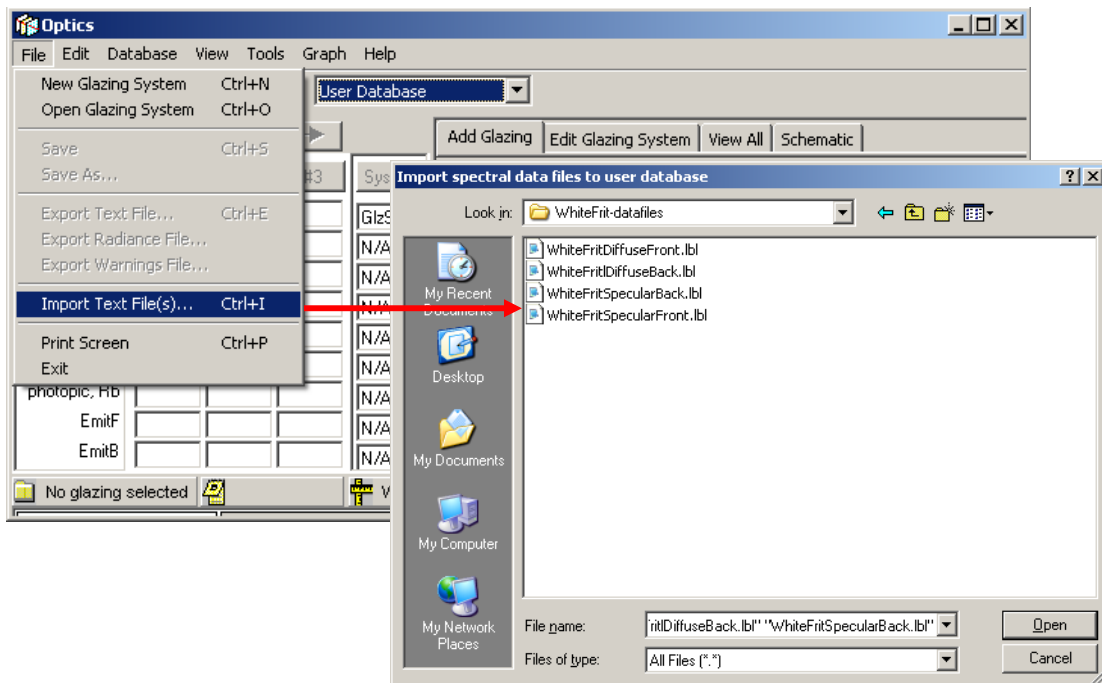 Optics
File Edit Database View Tools Graph Help
New Glazing System Ctrl+N
Open Glazing System Ctrl+O
Save Ctrl+S
Save As...
Export Text File... Ctrl+E
Export Radiance File...
Export Warnings File...
Import Text File(s)... Ctrl+I
Print Screen Ctrl+P
Exit
User Database
Add Glazing Edit Glazing System View All Schematic
#3 Sys
GlzS
N/A
N/A
N/A
N/A
N/A
photopic, Rb N/A
EmitF N/A
EmitB N/A
No glazing selected V
Import spectral data files to user database
Look in: WhiteFrit-datafiles
My Recent
Documents
Desktop
My Documents
My Computer
My Network
Places
WhiteFritDiffuseFront.lbl
WhiteFritlDiffuseBack.lbl
WhiteFritSpecularBack.lbl
WhiteFritSpecularFront.lbl
File name: ritlDiffuseBack.lbl" "WhiteFritSpecularBack.lbl" Open
Files of type: All Files (*.*) Cancel